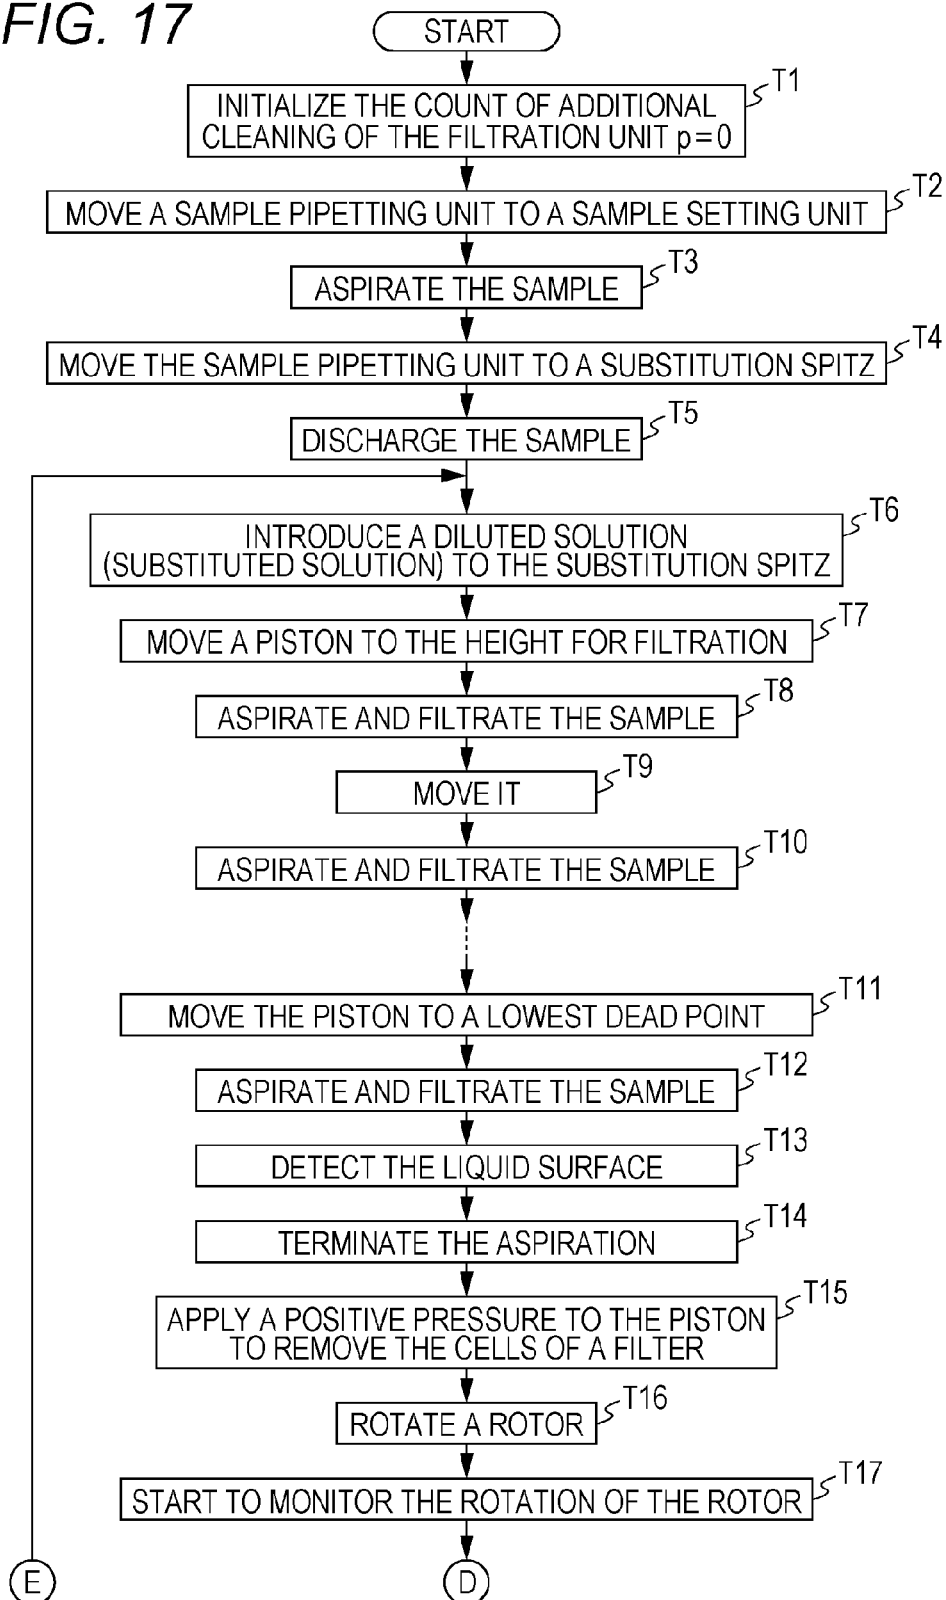 FIG. 17
START
T1
INITIALIZE THE COUNT OF ADDITIONAL
CLEANING OF THE FILTRATION UNIT p=0
T2
MOVE A SAMPLE PIPETTING UNIT TO A SAMPLE SETTING UNIT
T3
ASPIRATE THE SAMPLE
T4
MOVE THE SAMPLE PIPETTING UNIT TO A SUBSTITUTION SPITZ
T5
DISCHARGE THE SAMPLE
T6
INTRODUCE A DILUTED SOLUTION
(SUBSTITUTED SOLUTION) TO THE SUBSTITUTION SPITZ
T7
MOVE A PISTON TO THE HEIGHT FOR FILTRATION
T8
ASPIRATE AND FILTRATE THE SAMPLE
T9
MOVE IT
T10
ASPIRATE AND FILTRATE THE SAMPLE
T11
MOVE THE PISTON TO A LOWEST DEAD POINT
T12
ASPIRATE AND FILTRATE THE SAMPLE
T13
DETECT THE LIQUID SURFACE
T14
TERMINATE THE ASPIRATION
T15
APPLY A POSITIVE PRESSURE TO THE PISTON
TO REMOVE THE CELLS OF A FILTER
T16
ROTATE A ROTOR
T17
START TO MONITOR THE ROTATION OF THE ROTOR
E
D